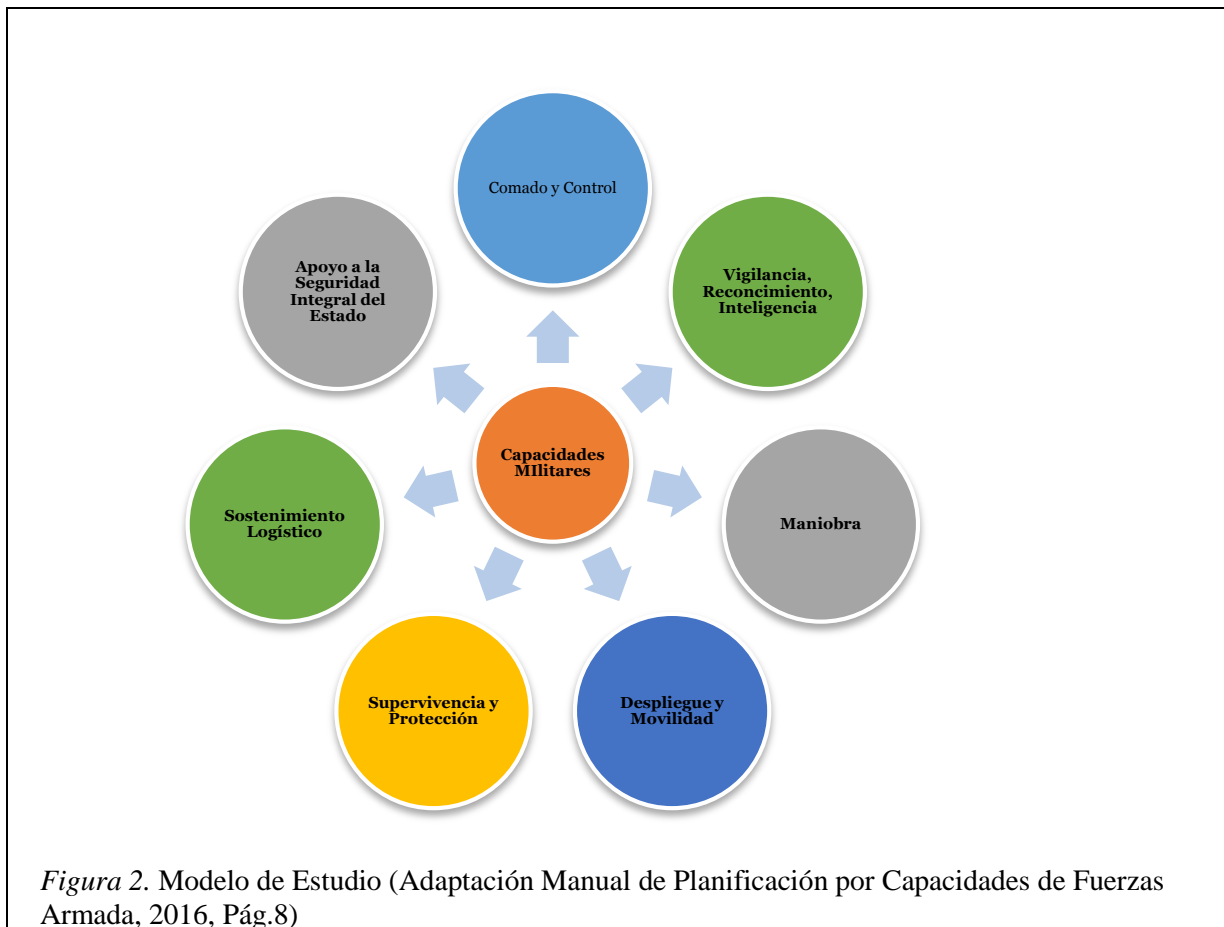 Comado y Control
Vigilancia,
Reconcimiento,
Inteligencia
Maniobra
Despliegue y
Movilidad
Supervivencia y
Protección
Sostenimiento
Logístico
Apoyo a la
Seguridad
Integral del
Estado
Capacidades
MIlitares
Figura 2. Modelo de Estudio (Adaptación Manual de Planificación por Capacidades de Fuerzas
Armada, 2016, Pág.8)